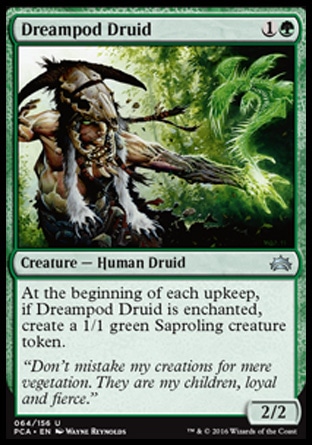 Dreampod Druid 1
Creature — Human Druid
At the beginning of each upkeep,
if Dreampod Druid is enchanted,
create a 1/1 green Saproling creature
token.
“Don’t mistake my creations for mere
vegetation. They are my children, loyal
and fierce.”
2/2
064/156 U
PCA • EN Wayne Reynolds
™ & © 2016 Wizards of the Coast